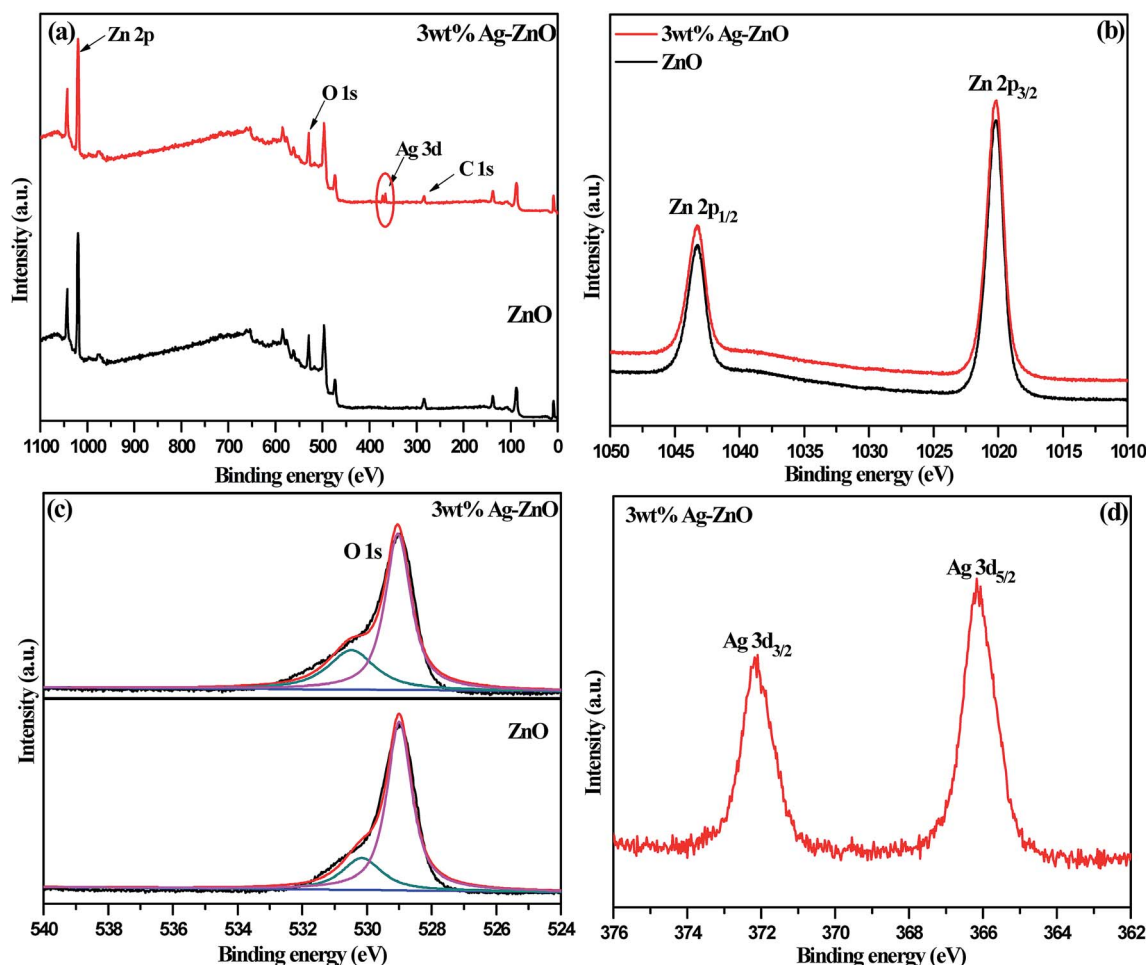 (a)
3wt% Ag-ZnO
Zn 2p
O 1s
Ag 3d
C 1s
ZnO
Intensity (a.u.)
1100 1000 900 800 700 600 500 400 300 200 100 0
Binding energy (eV)
(b)
3wt% Ag-ZnO
ZnO
Zn 2p3/2
Zn 2p1/2
Intensity (a.u.)
1050 1045 1040 1035 1030 1025 1020 1015 1010
Binding energy (eV)
(c)
3wt% Ag-ZnO
O 1s
ZnO
Intensity (a.u.)
540 538 536 534 532 530 528 526 524
Binding energy (eV)
3wt% Ag-ZnO
(d)
Ag 3d5/2
Ag 3d3/2
Intensity (a.u.)
376 374 372 370 368 366 364 362
Binding energy (eV)